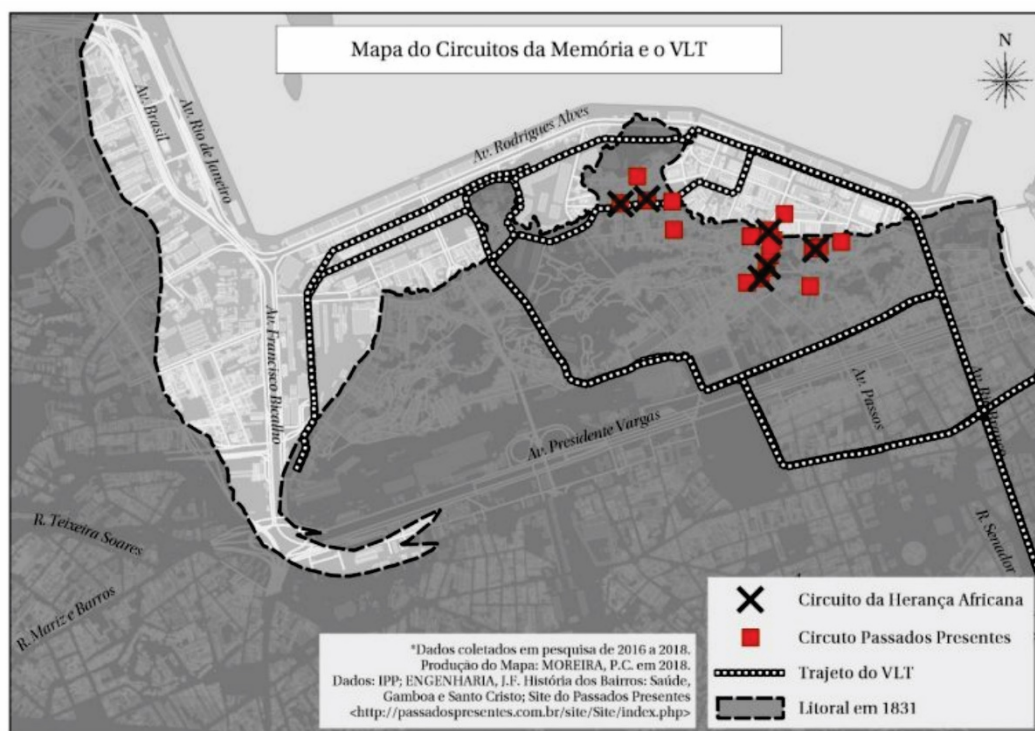 Mapa do Circuitos da Memória e o VLT
N
Av. Brasil
Av. Rio de Janeiro
Av. Rodrigues Alves
Av. Francisco Bicalho
Av. Presidente Vargas
Av. Passos
Av. Rio Branco
R. Senador
R. Teixeira Soares
R. Mariz e Barros
*Dados coletados em pesquisa de 2016 a 2018.
Produção do Mapa: MOREIRA, P.C. em 2018.
Dados: IPP; ENGENHARIA, J.F. História dos Bairros: Saúde,
Gamboa e Santo Cristo; Site do Passados Presentes
<http://passadospresentes.com.br/site/Site/index.php>
Circuito da Herança Africana
Circuto Passados Presentes
Trajeto do VLT
Litoral em 1831